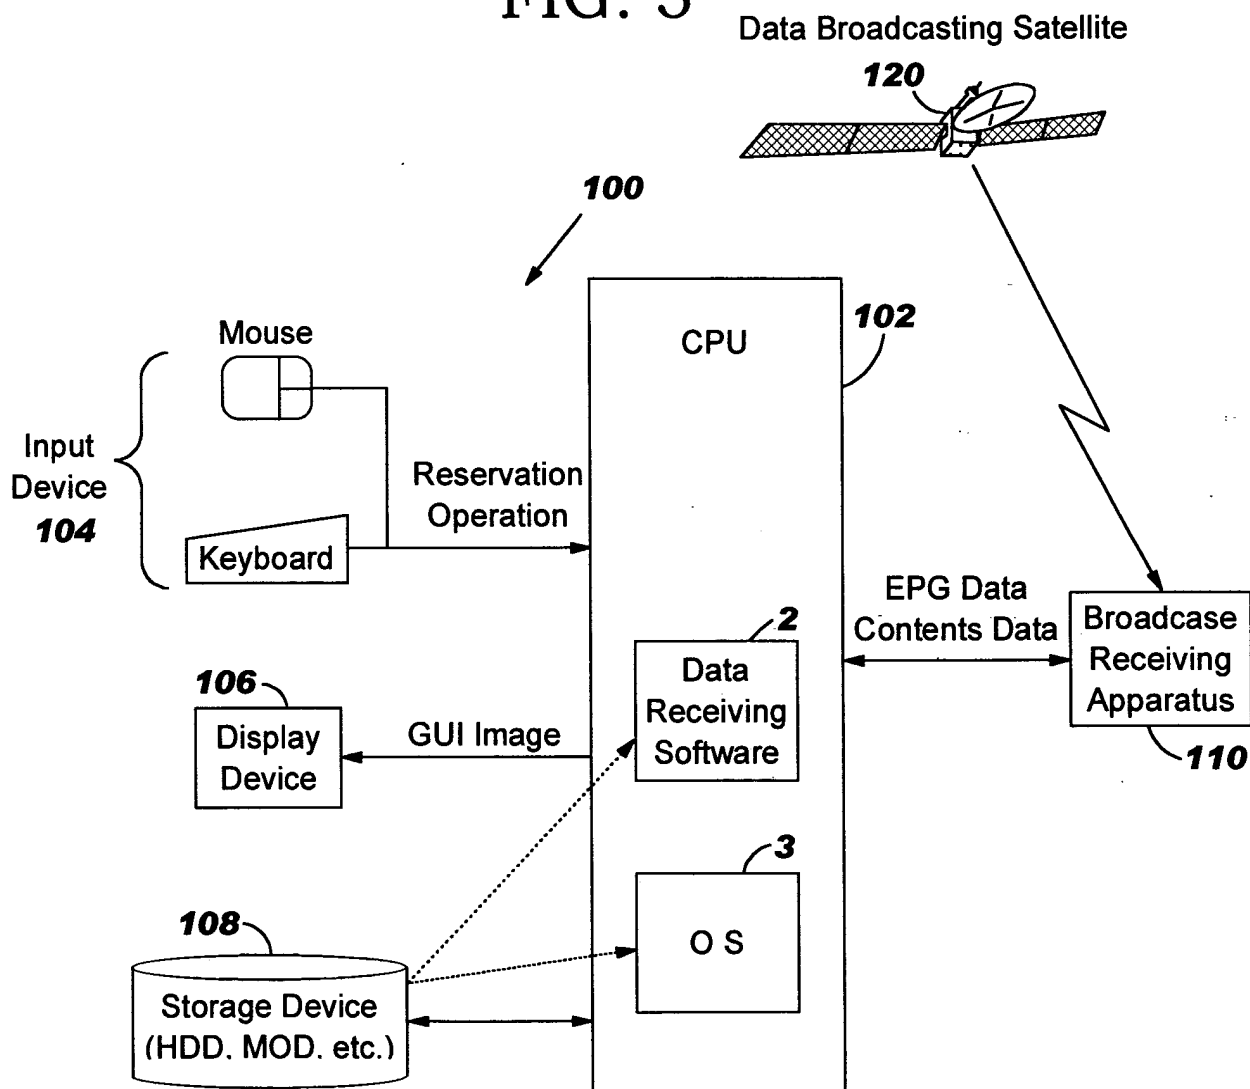 FIG. 3
Data Broadcasting Satellite
120
100
102
CPU
Mouse
Input
Device
104
Reservation
Operation
Keyboard
EPG Data
Contents Data
Broadcase
Receiving
Apparatus
110
2
Data
Receiving
Software
106
Display
Device
GUI Image
3
O S
108
Storage Device
(HDD, MOD, etc.)